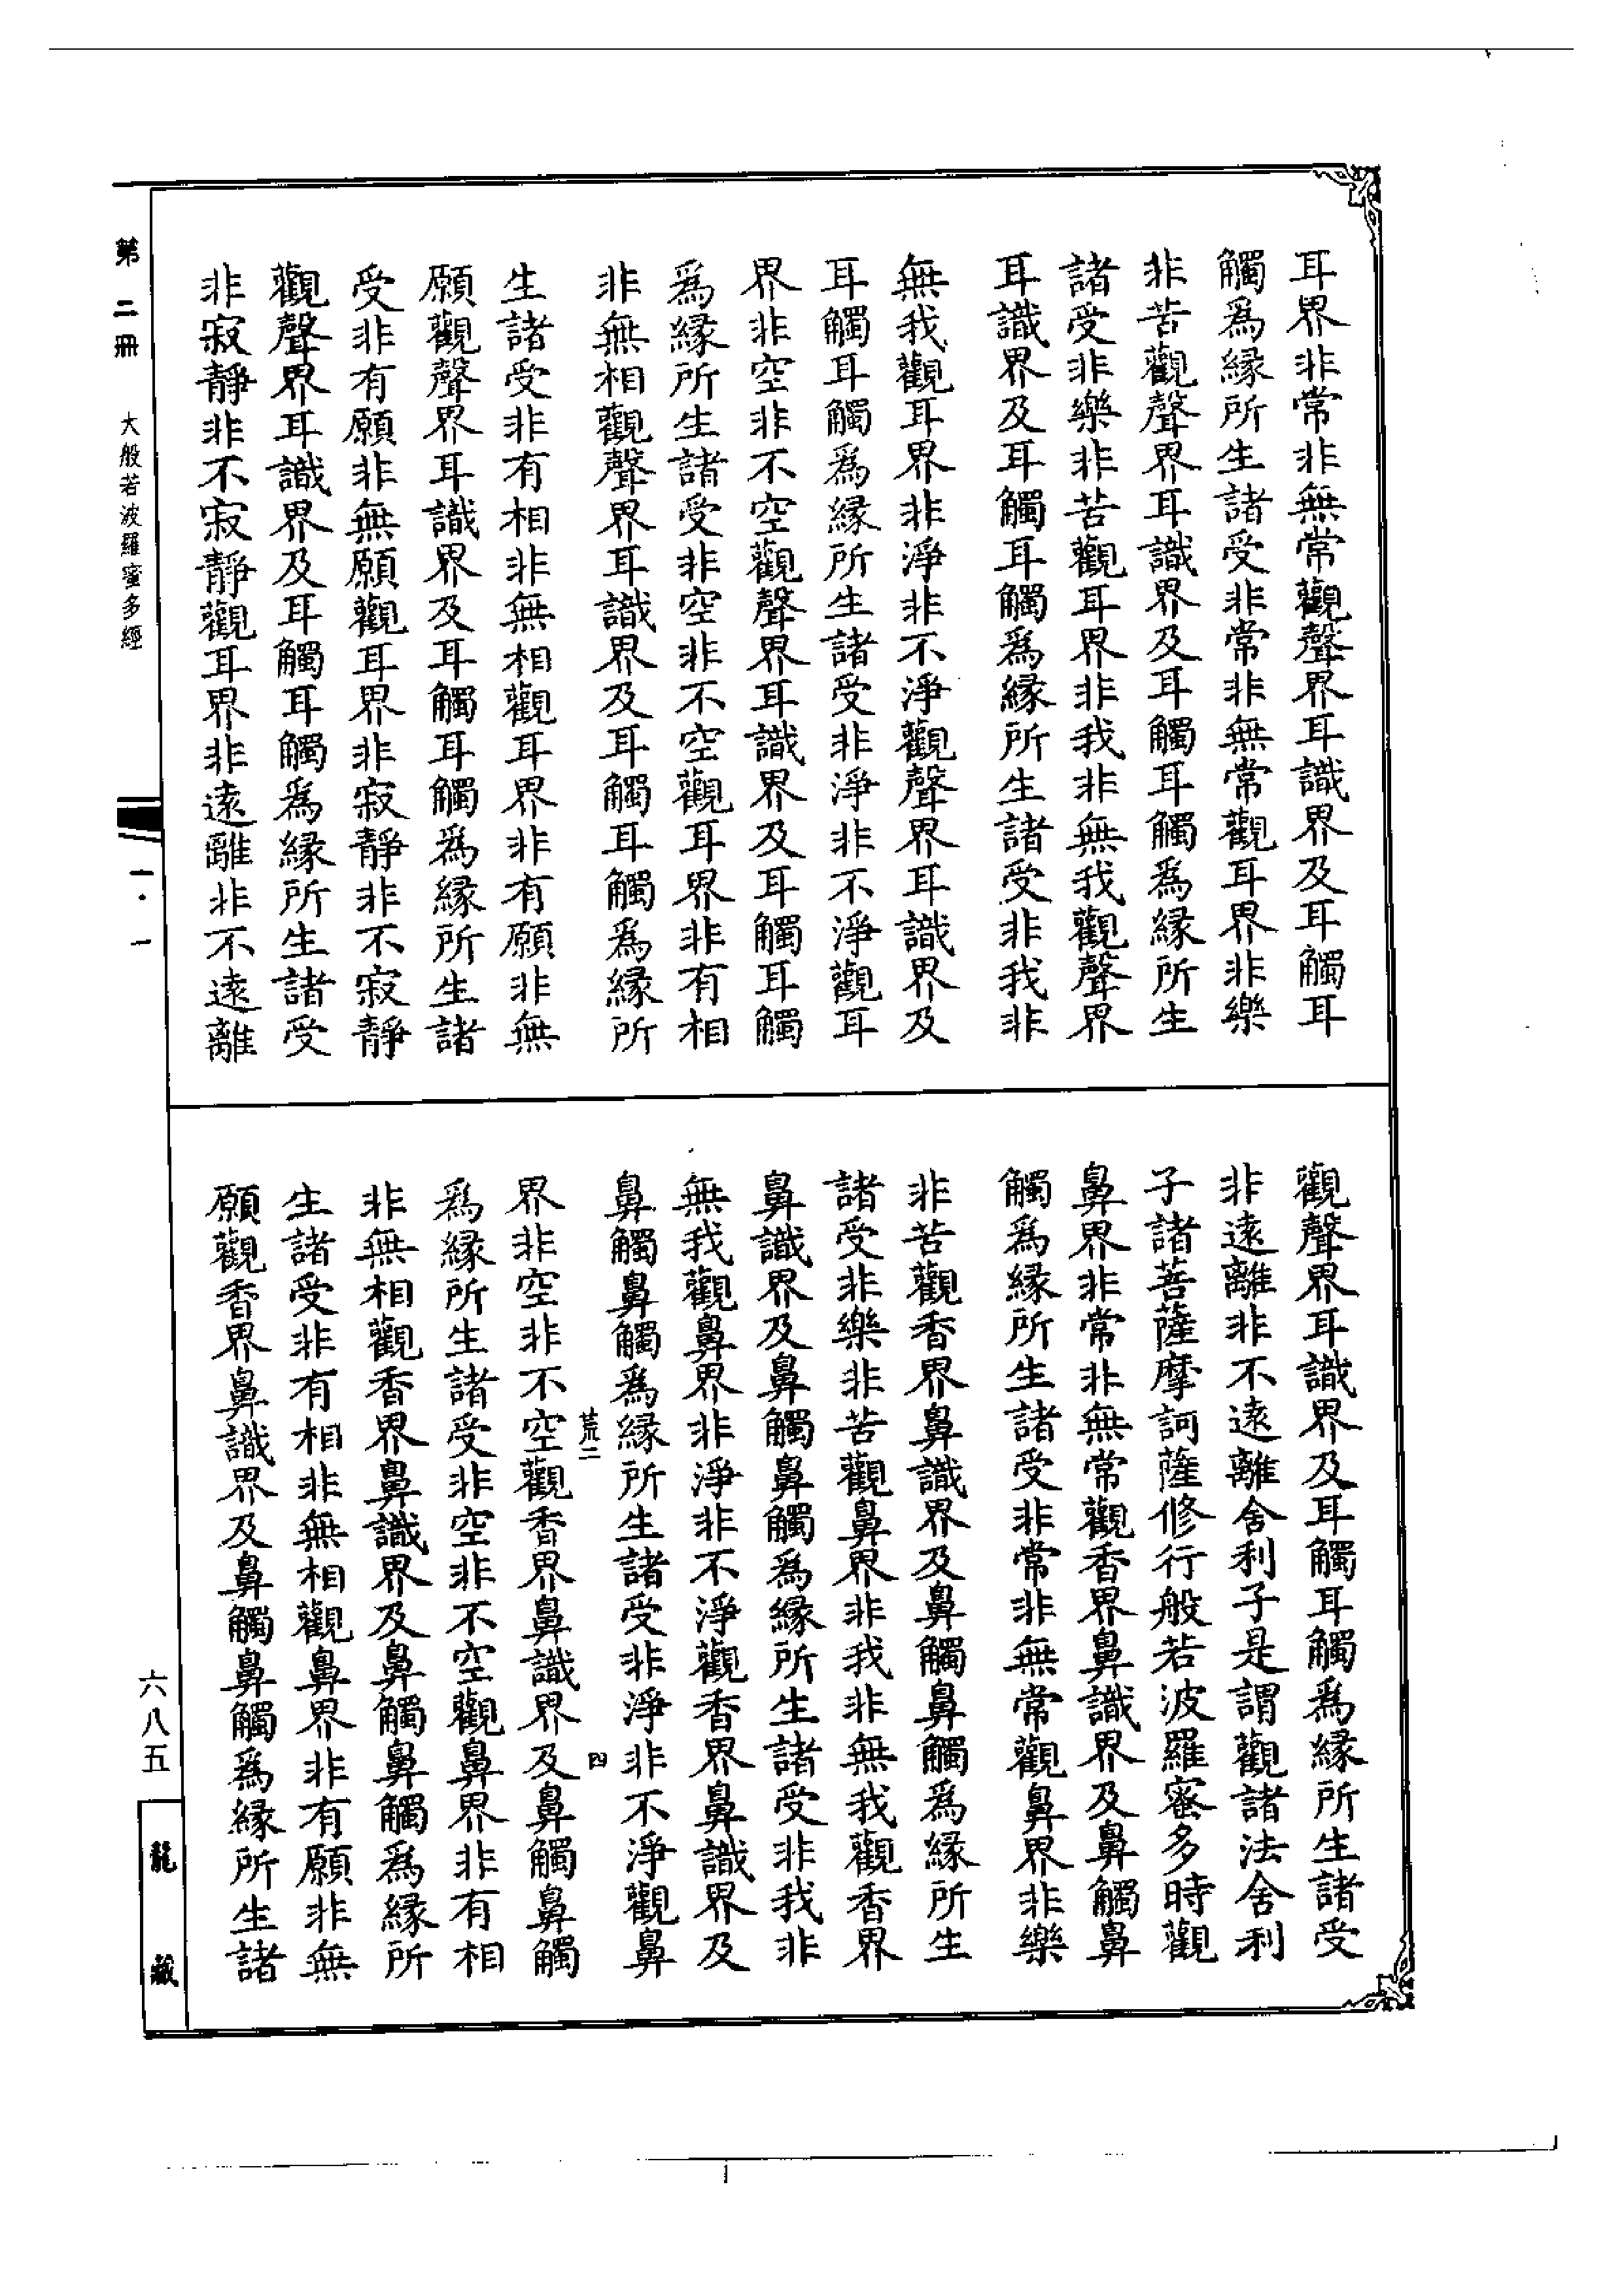 耳界非常非無常觀聲界耳識界及耳觸耳
觸為緣所生諸受非常非無常觀耳界非樂
非苦觀聲界耳識界及耳觸耳觸為緣所生
諸受非樂非苦觀耳界非我非無我觀聲界
耳識界及耳觸耳觸為緣所生諸受非我非
無我觀耳界非淨非不淨觀聲界耳識界及
耳觸耳觸為緣所生諸受非淨非不淨觀耳
界非空非不空觀聲界耳識界及耳觸耳觸
為緣所生諸受非空非不空觀耳界非有相
非無相觀聲界耳識界及耳觸耳觸為緣所
生諸受非有相非無相觀耳界非有願非無
願觀聲界耳識界及耳觸耳觸為緣所生諸
受非有願非無願觀耳界非寂靜非不寂靜
觀聲界耳識界及耳觸耳觸為緣所生諸受
非寂靜非不寂靜觀耳界非遠離非不遠離
觀聲界耳識界及耳觸耳觸為緣所生諸受
非遠離非不遠離舍利子是謂觀諸法舍利
子諸菩薩摩訶薩修行般若波羅蜜多時觀
鼻界非常非無常觀香界鼻識界及鼻觸鼻
觸為緣所生諸受非常非無常觀鼻界非樂
非苦觀香界鼻識界及鼻觸鼻觸為緣所生
諸受非樂非苦觀鼻界非我非無我觀香界
鼻識界及鼻觸鼻觸為緣所生諸受非我非
無我觀鼻界非淨非不淨觀香界鼻識界及
鼻觸鼻觸為緣所生諸受非淨非不淨觀鼻
荒二 四
界非空非不空觀香界鼻識界及鼻觸鼻觸
為緣所生諸受非空非不空觀鼻界非有相
非無相觀香界鼻識界及鼻觸鼻觸為緣所
生諸受非有相非無相觀鼻界非有願非無
願觀香界鼻識界及鼻觸鼻觸為緣所生諸
第二冊 大般若波羅蜜多經 一·一
六八五 龍藏